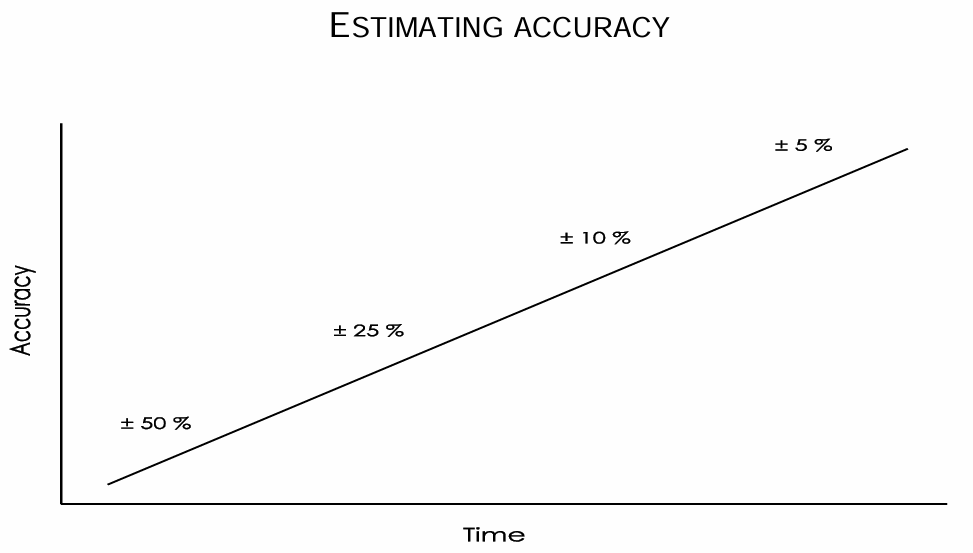 ESTIMATING ACCURACY
± 5 %
± 10 %
Accuracy
± 25 %
± 50 %
Time